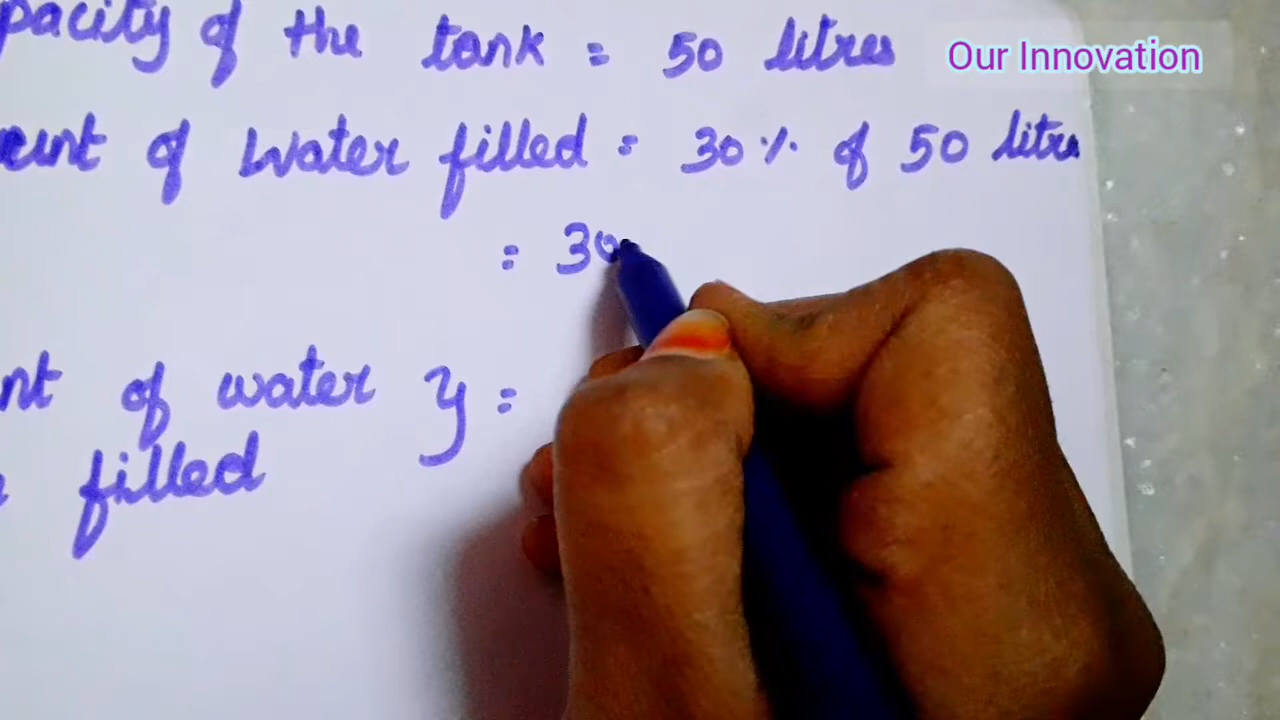 pacity of the tank = 50 litres
Our Innovation
of Water filled = 30% of 50 litre
= 30
nt of water } =
filled